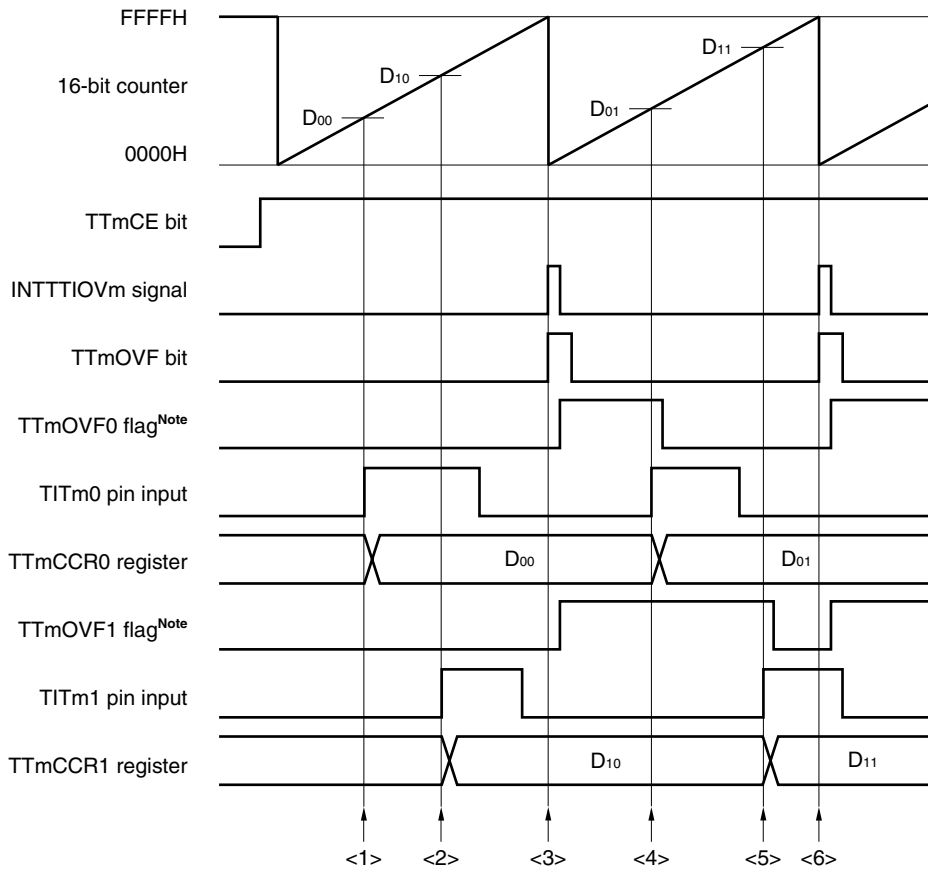 FFFFH
D11
D10
16-bit counter
D00
D01
0000H
TTmCE bit
INTTTIOVm signal
TTmOVF bit
TTmOVF0 flagNote
TITm0 pin input
TTmCCR0 register
D00
D01
TTmOVF1 flagNote
TITm1 pin input
TTmCCR1 register
D10
D11
<1> <2> <3> <4> <5> <6>